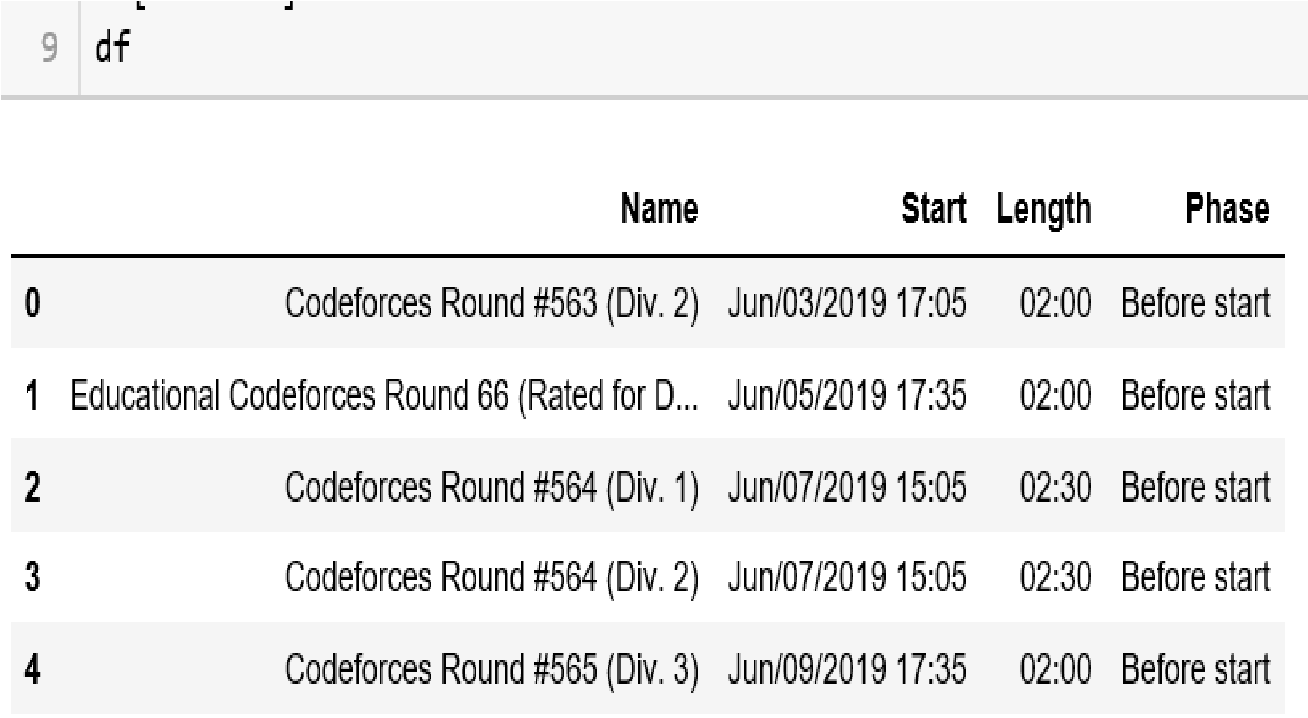 9 df
Name Start Length Phase
0 Codeforces Round #563 (Div. 2) Jun/03/2019 17:05 02:00 Before start
1 Educational Codeforces Round 66 (Rated for D... Jun/05/2019 17:35 02:00 Before start
2 Codeforces Round #564 (Div. 1) Jun/07/2019 15:05 02:30 Before start
3 Codeforces Round #564 (Div. 2) Jun/07/2019 15:05 02:30 Before start
4 Codeforces Round #565 (Div. 3) Jun/09/2019 17:35 02:00 Before start